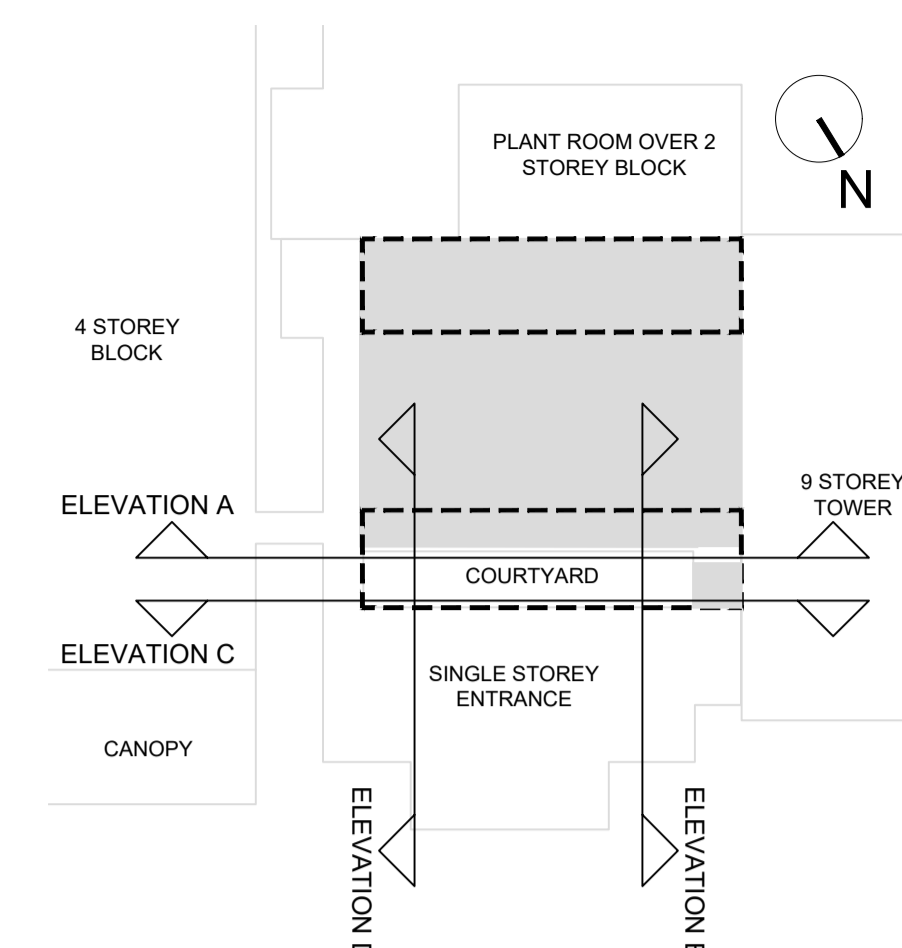 PLANT ROOM OVER 2
STOREY BLOCK
N
4 STOREY
BLOCK
ELEVATION A
9 STOREY
TOWER
COURTYARD
ELEVATION C
SINGLE STOREY
ENTRANCE
CANOPY
ELEVATION
ELEVATION